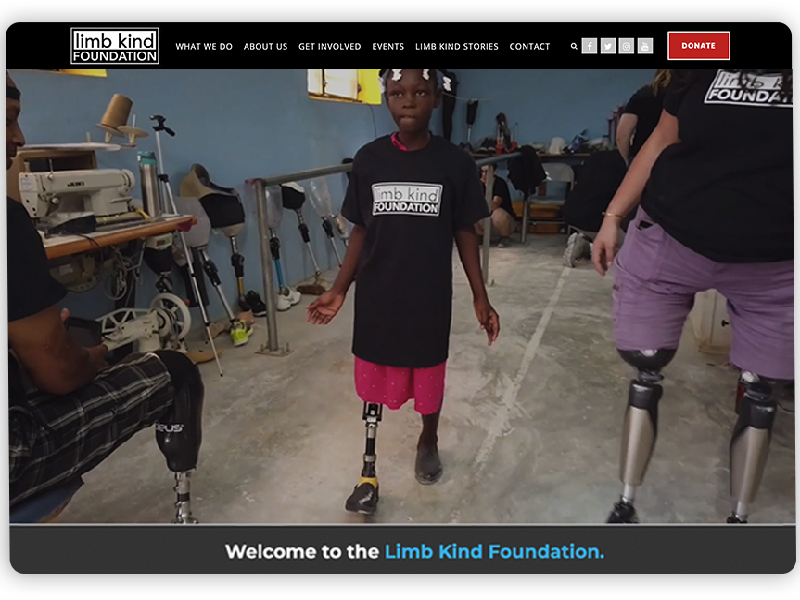 limb kind
FOUNDATION
WHAT WE DO ABOUT US GET INVOLVED EVENTS LIMB KIND STORIES CONTACT
DONATE
JUKI
limb kind
FOUNDATION
limb kind
FOUNDATION
Welcome to the Limb Kind Foundation.